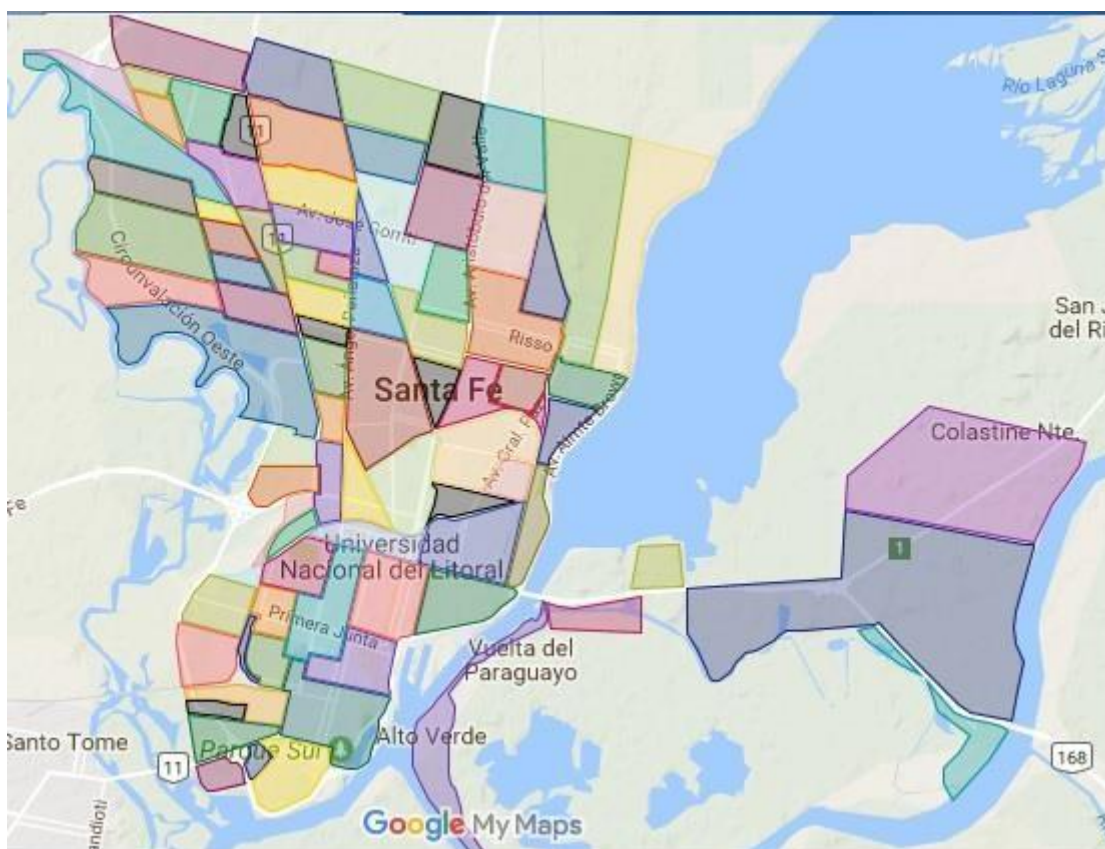 Río Laguna S
11
Av. José Gorriti
11
Circunvalación Oeste
San J
del Ri
Risso
Santa Fe
Av. Gral. P
Av. Almte Brown
Colastine Nte.
Fe
1
Universidad
Nacional del Litoral
Primera Junta
Vuelta del
Paraguayo
Santo Tome
11
Parque Sur
Alto Verde
168
andioti
Google My Maps